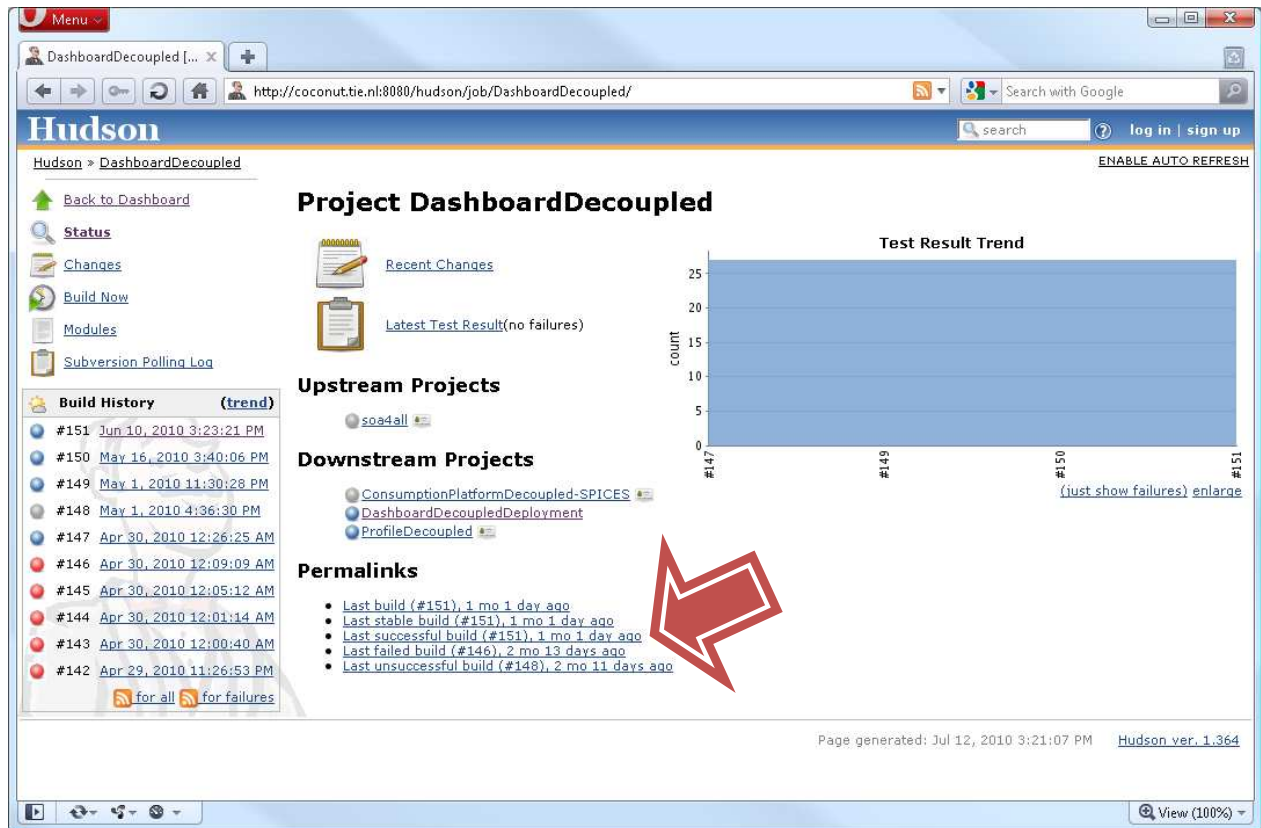 Menu
DashboardDecoupled [...
http://coconut.tie.nl:8080/hudson/job/DashboardDecoupled/
Search with Google
Hudson
search
log in | sign up
Hudson » DashboardDecoupled
ENABLE AUTO REFRESH
Back to Dashboard
Status
Changes
Build Now
Modules
Subversion Polling Log
Build History (trend)
#151 Jun 10, 2010 3:23:21 PM
#150 May 16, 2010 3:40:06 PM
#149 May 1, 2010 11:30:28 PM
#148 May 1, 2010 4:36:30 PM
#147 Apr 30, 2010 12:26:25 AM
#146 Apr 30, 2010 12:09:09 AM
#145 Apr 30, 2010 12:05:12 AM
#144 Apr 30, 2010 12:01:14 AM
#143 Apr 30, 2010 12:00:40 AM
#142 Apr 29, 2010 11:26:53 PM
for all for failures
Project DashboardDecoupled
Recent Changes
Latest Test Result(no failures)
Upstream Projects
soa4all
Downstream Projects
ConsumptionPlatformDecoupled-SPICES
DashboardDecoupledDeployment
ProfileDecoupled
Permalinks
Last build (#151), 1 mo 1 day ago
Last stable build (#151), 1 mo 1 day ago
Last successful build (#151), 1 mo 1 day ago
Last failed build (#146), 2 mo 13 days ago
Last unsuccessful build (#148), 2 mo 11 days ago
Test Result Trend
count
25
20
15
10
5
0
#147
#149
#150
#151
(just show failures) enlarge
Page generated: Jul 12, 2010 3:21:07 PM
Hudson ver. 1.364
View (100%)